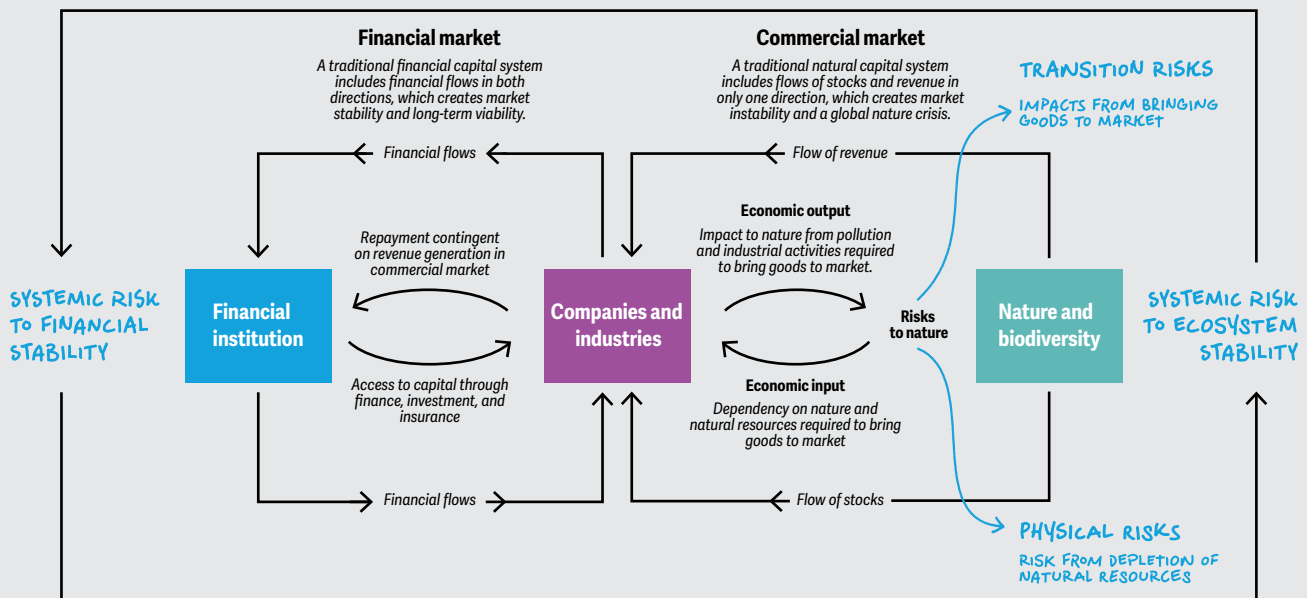 Financial market
A traditional financial capital system
includes financial flows in both
directions, which creates market
stability and long-term viability.
Commercial market
A traditional natural capital system
includes flows of stocks and revenue in
only one direction, which creates market
instability and a global nature crisis.
TRANSITION RISKS
IMPACTS FROM BRINGING
GOODS TO MARKET
Financial flows
Flow of revenue
Repayment contingent
on revenue generation in
commercial market
Economic output
Impact to nature from pollution
and industrial activities required
to bring goods to market.
SYSTEMIC RISK
TO FINANCIAL
STABILITY
Financial
institution
Companies and
industries
Risks
to nature
Nature and
biodiversity
SYSTEMIC RISK
TO ECOSYSTEM
STABILITY
Access to capital through
finance, investment, and
insurance
Economic input
Dependency on nature and
natural resources required to bring
goods to market
Financial flows
Flow of stocks
PHYSICAL RISKS
RISK FROM DEPLETION OF
NATURAL RESOURCES